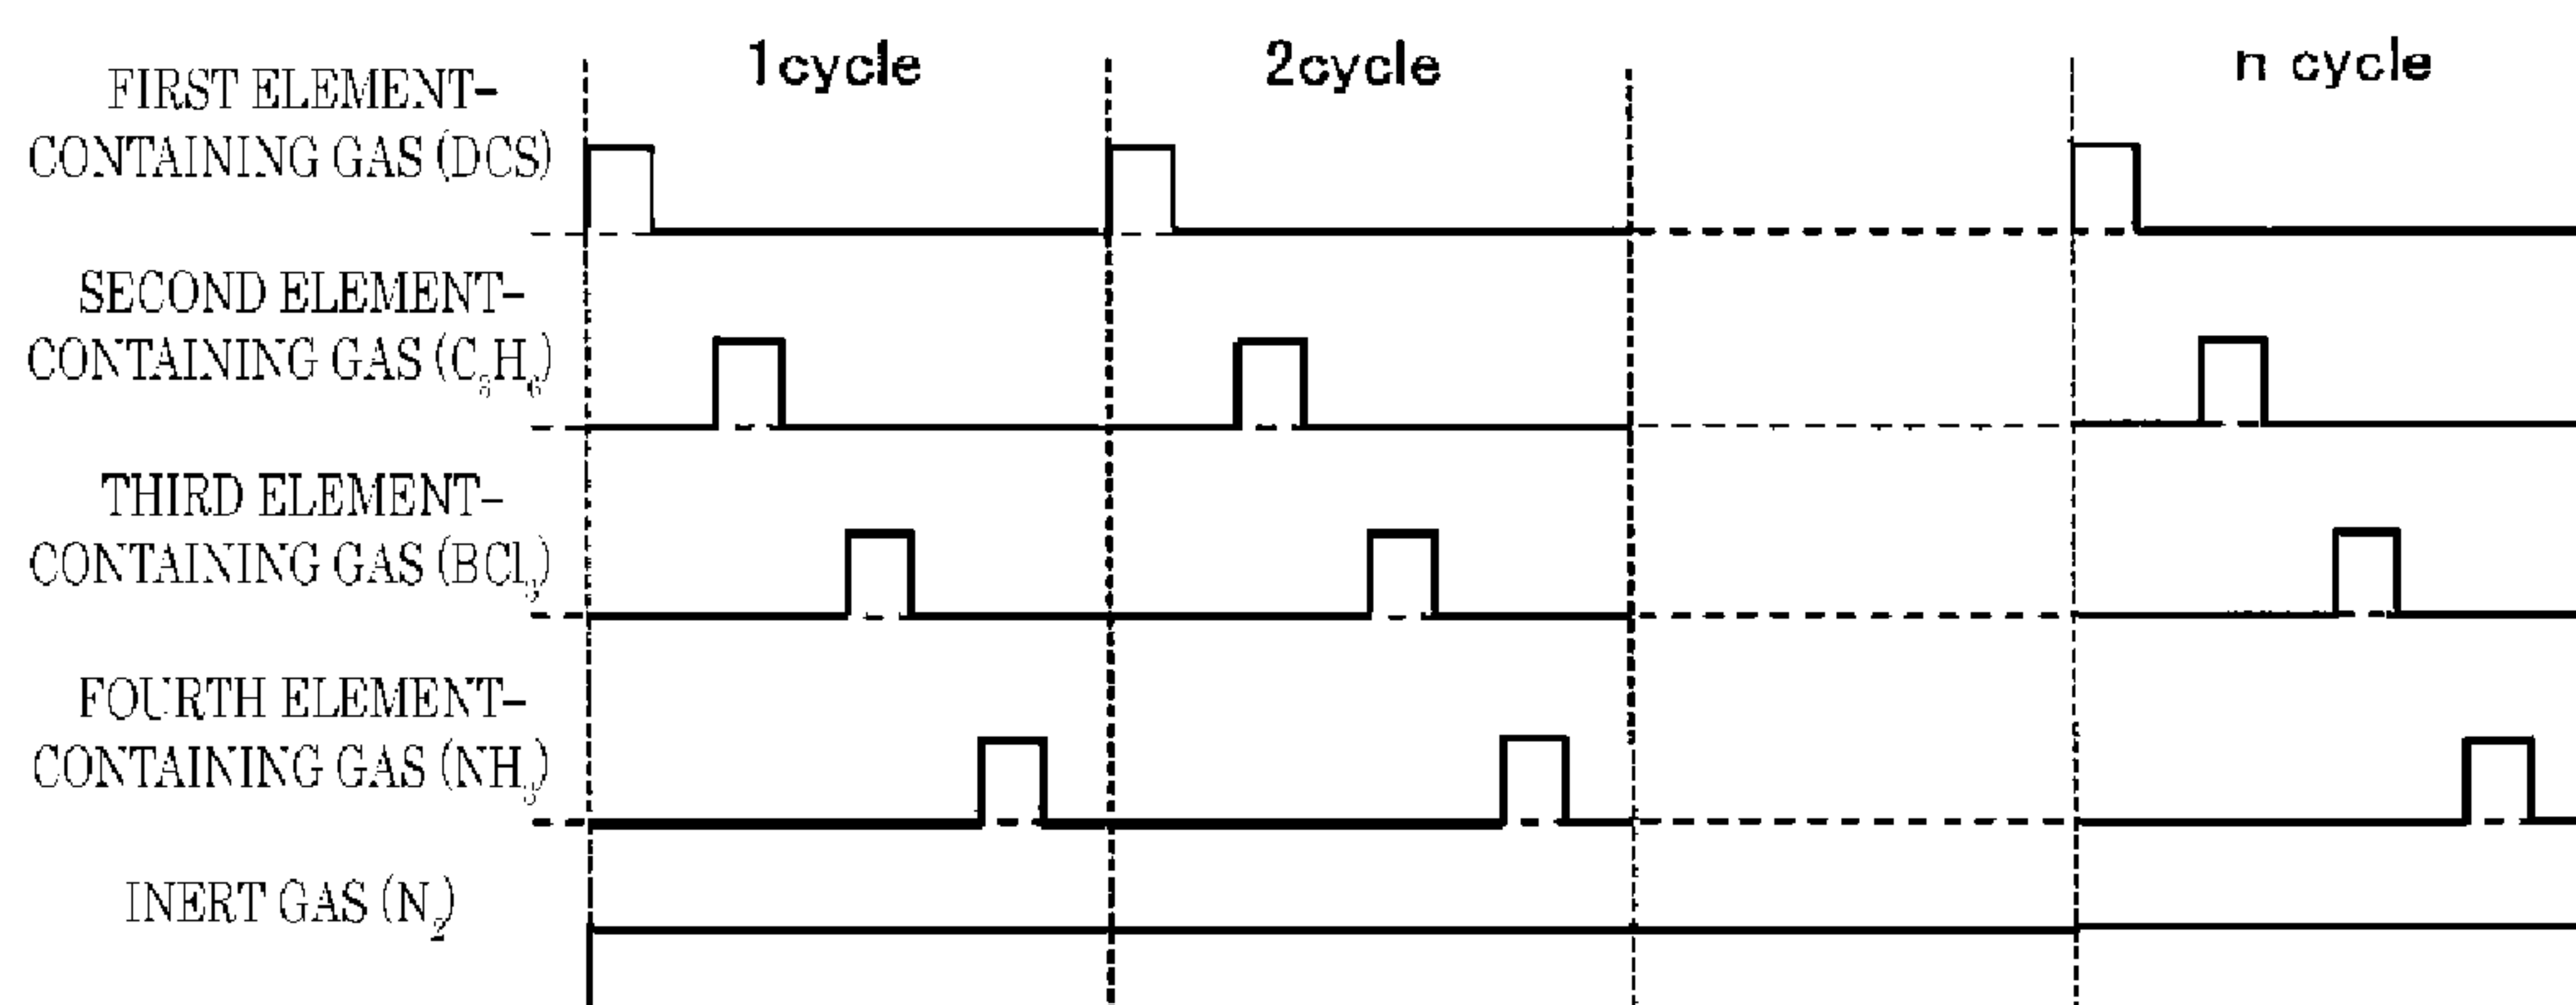 1cycle 2cycle n cycle
FIRST ELEMENT-
CONTAINING GAS (DCS)
SECOND ELEMENT-
CONTAINING GAS (C₃H₆)
THIRD ELEMENT-
CONTAINING GAS (BCl₃)
FOURTH ELEMENT-
CONTAINING GAS (NH₃)
INERT GAS (N₂)